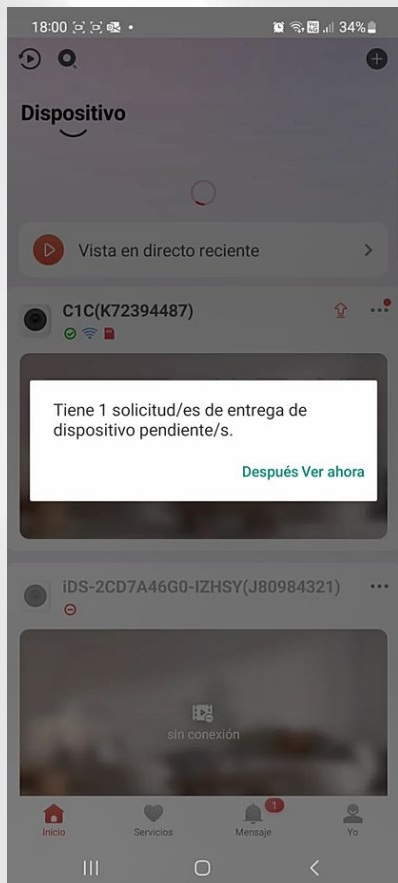 18:00
34%
Dispositivo
Vista en directo reciente
C1C(K72394487)
Tiene 1 solicitud/es de entrega de
dispositivo pendiente/s.
Después Ver ahora
iDS-2CD7A46G0-IZHSY(J80984321)
sin conexión
1
Inicio Servicios Mensaje Yo